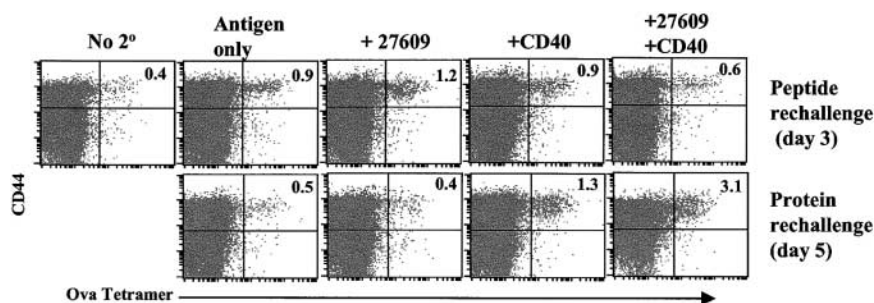 No 2º
Antigen
only
+ 27609
+CD40
+27609
+CD40
0.4
0.9
1.2
0.9
0.6
Peptide
rechallenge
(day 3)
0.5
0.4
1.3
3.1
Protein
rechallenge
(day 5)
CD44
Ova Tetramer